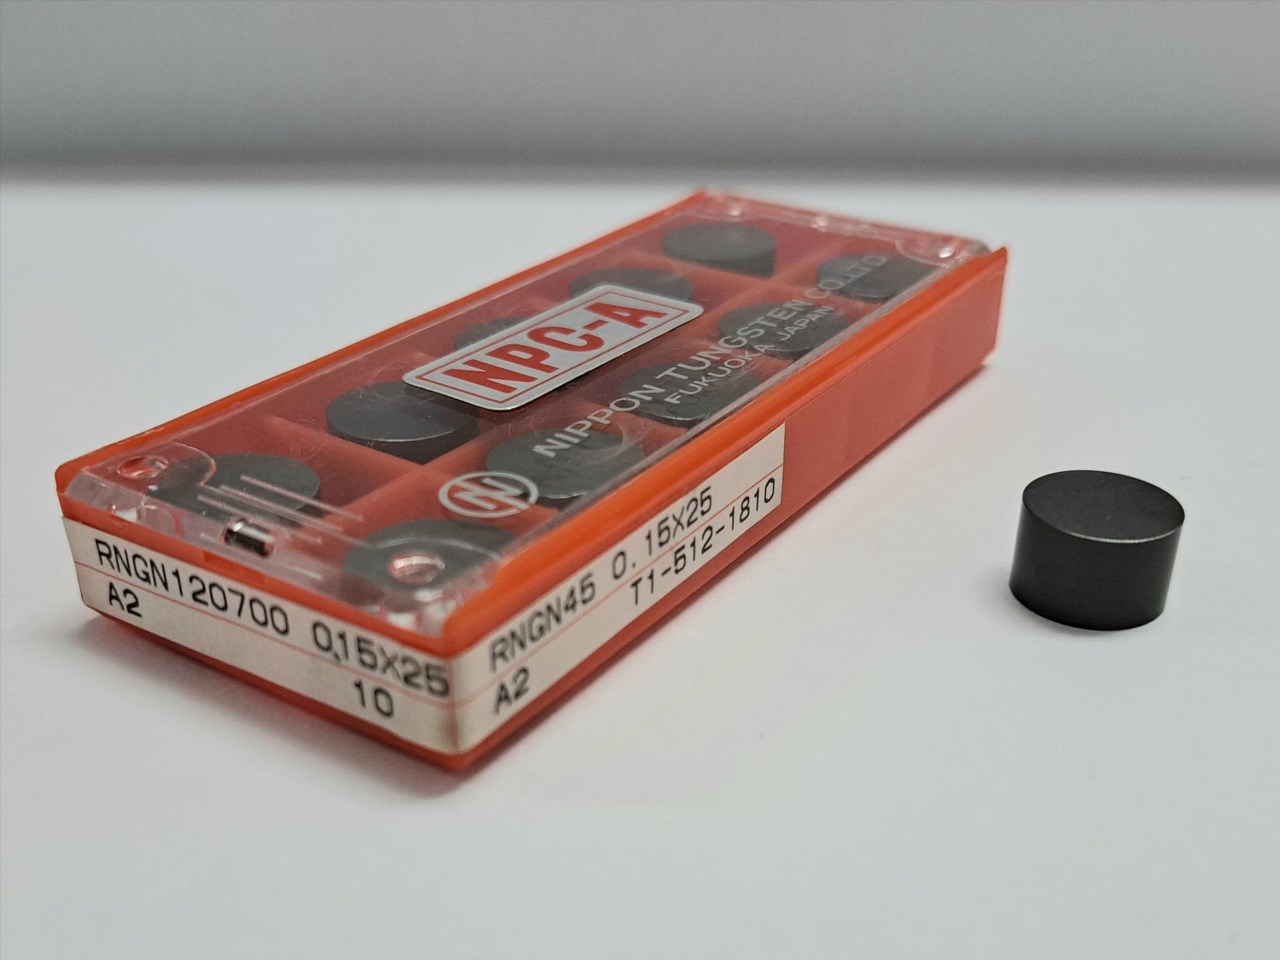 NPC-A
NIPPON TUNGSTEN CO.,LTD.
FUKUOKA JAPAN
RNGN120700 0.15X25
A2
10
RNGN45 0.15X25
T1-512-1810
A2